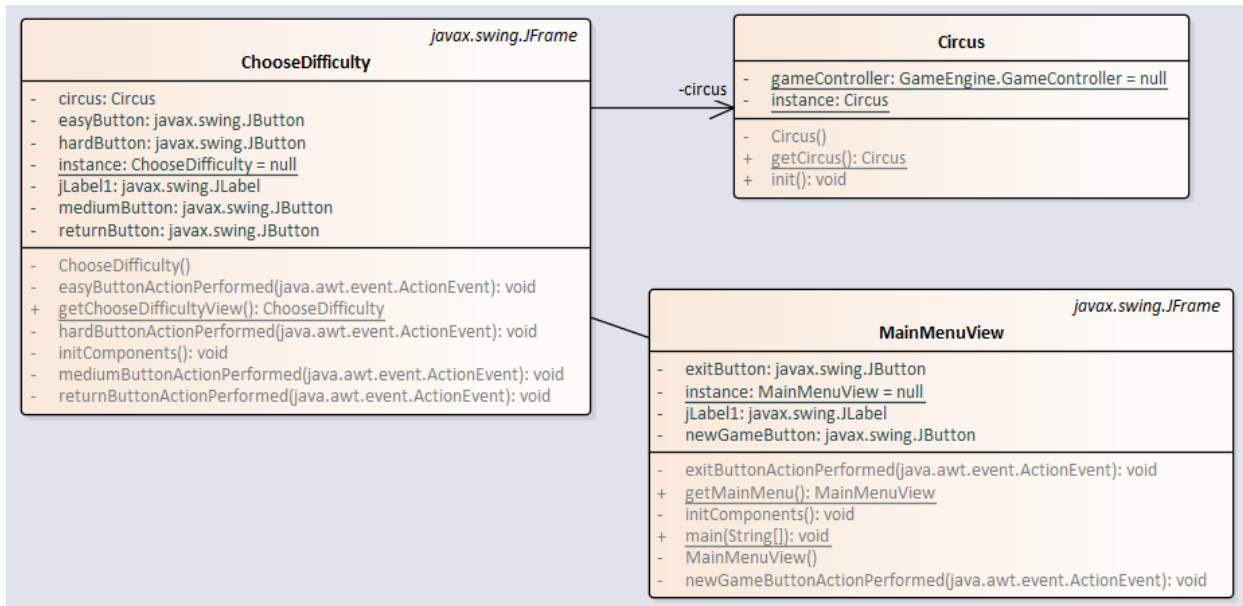 javax.swing.JFrame
ChooseDifficulty
- circus: Circus
- easyButton: javax.swing.JButton
- hardButton: javax.swing.JButton
- instance: ChooseDifficulty = null
- jLabel1: javax.swing.JLabel
- mediumButton: javax.swing.JButton
- returnButton: javax.swing.JButton
- ChooseDifficulty()
- easyButtonActionPerformed(java.awt.event.ActionEvent): void
+ getChooseDifficultyView(): ChooseDifficulty
- hardButtonActionPerformed(java.awt.event.ActionEvent): void
- initComponents(): void
- mediumButtonActionPerformed(java.awt.event.ActionEvent): void
- returnButtonActionPerformed(java.awt.event.ActionEvent): void
-circus
Circus
- gameController: GameEngine.GameController = null
- instance: Circus
- Circus()
+ getCircus(): Circus
+ init(): void
javax.swing.JFrame
MainMenuView
- exitButton: javax.swing.JButton
- instance: MainMenuView = null
- jLabel1: javax.swing.JLabel
- newGameButton: javax.swing.JButton
- exitButtonActionPerformed(java.awt.event.ActionEvent): void
+ getMainMenu(): MainMenuView
- initComponents(): void
+ main(String[]): void
- MainMenuView()
- newGameButtonActionPerformed(java.awt.event.ActionEvent): void